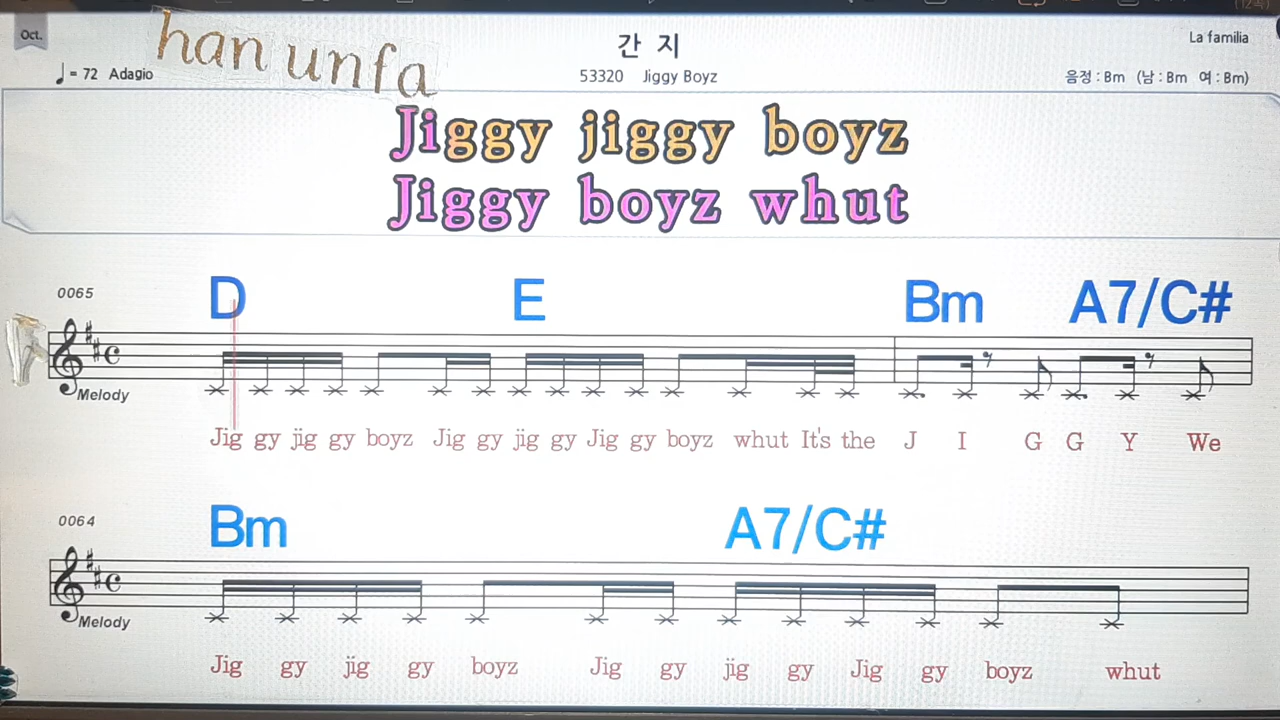 (12곡)
Oct.
han unfa
간 지
La familia
♩= 72 Adagio
53320 Jiggy Boyz
음정 : Bm (남 : Bm 여 : Bm)
Jiggy jiggy boyz
Jiggy boyz whut
0065
D E Bm A7/C#
Melody
Jig gy jig gy boyz Jig gy jig gy Jig gy boyz whut It's the J I G G Y We
0064
Bm A7/C#
Melody
Jig gy jig gy boyz Jig gy jig gy Jig gy boyz whut